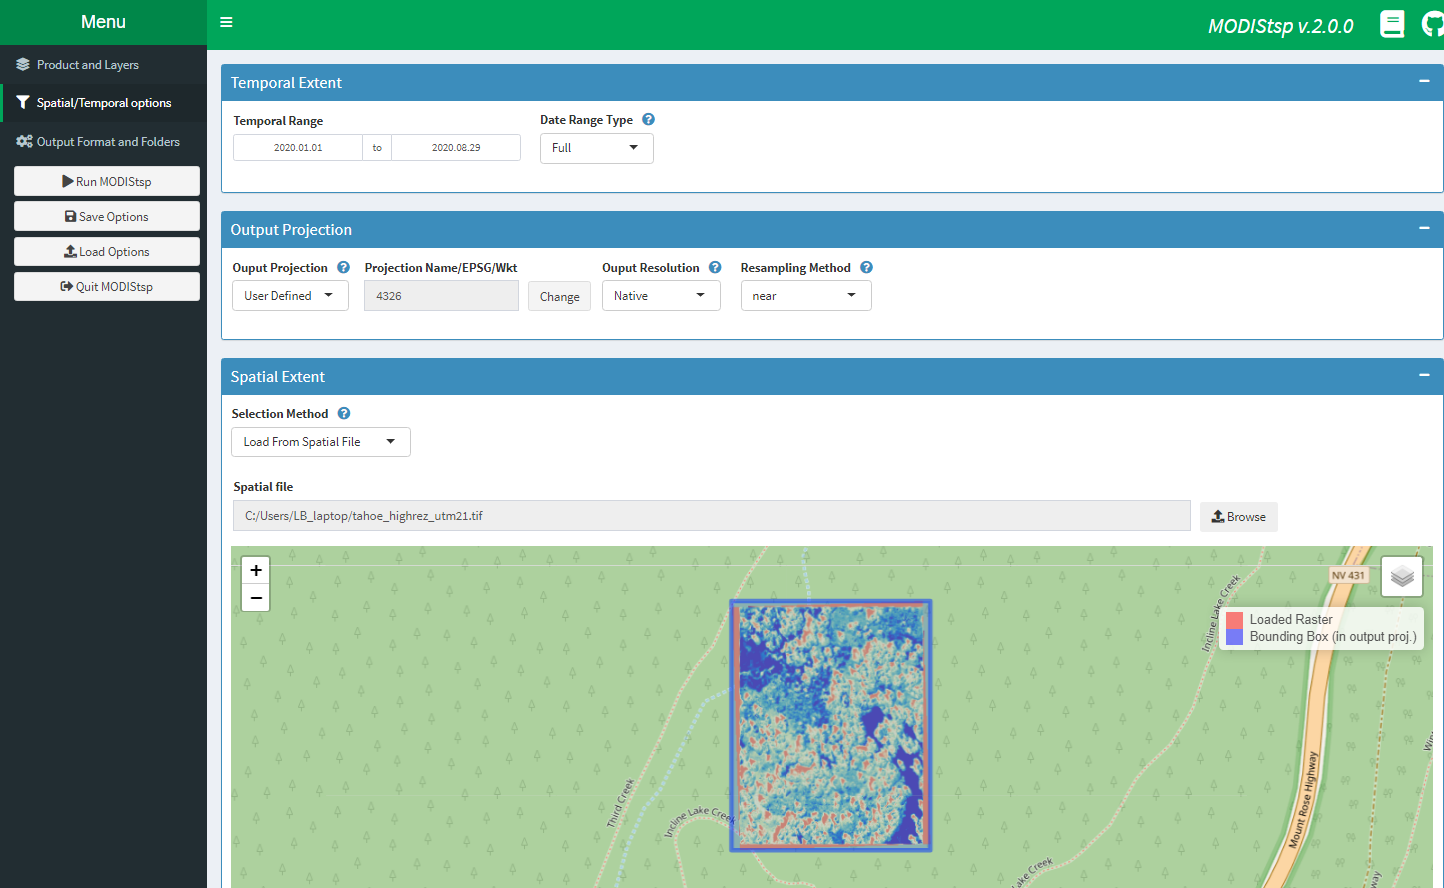 Menu
MODIStsp v.2.0.0
Product and Layers
Spatial/Temporal options
Output Format and Folders
Run MODIStsp
Save Options
Load Options
Quit MODIStsp
Temporal Extent
Temporal Range
Date Range Type
2020.01.01 to 2020.08.29
Full
Output Projection
Ouput Projection
Projection Name/EPSG/Wkt
Ouput Resolution
Resampling Method
User Defined
4326
Change
Native
near
Spatial Extent
Selection Method
Load From Spatial File
Spatial file
C:/Users/LB_laptop/tahoe_highrez_utm21.tif
Browse
+
−
NV 431
Loaded Raster
Bounding Box (in output proj.)
Incline Lake Creek
Third Creek
Incline Lake Creek
Mount Rose Highway
Lake Creek